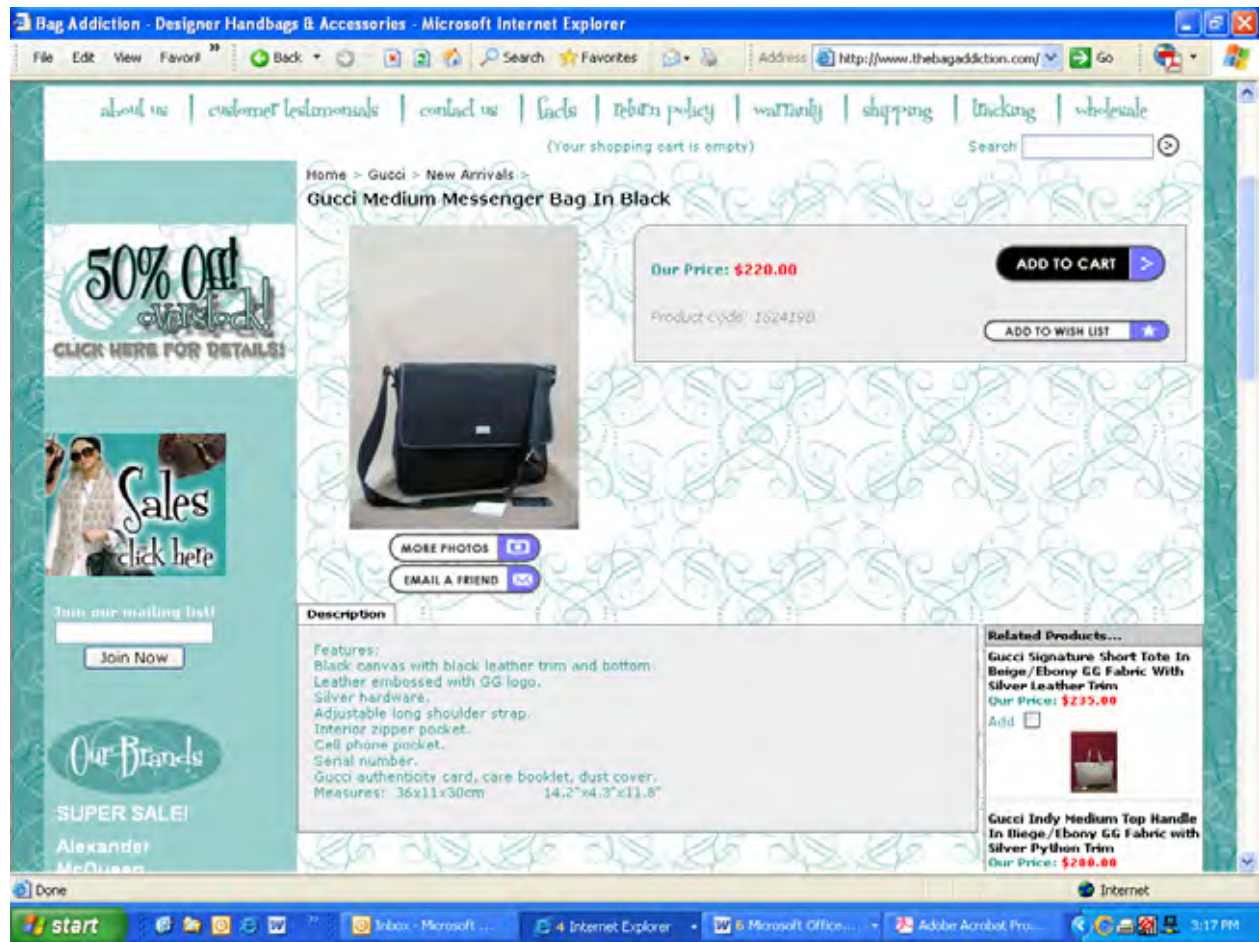 Bag Addiction - Designer Handbags & Accessories - Microsoft Internet Explorer
File Edit View Favori » Back Search Favorites Address http://www.thebagaddiction.com/ Go
about us | customer testimonials | contact us | facts | return policy | warranty | shipping | tracking | wholesale
(Your shopping cart is empty) Search
Home > Gucci > New Arrivals >
Gucci Medium Messenger Bag In Black
50% Off!
overstock!
CLICK HERE FOR DETAILS!
Our Price: $220.00
ADD TO CART
Product Code: 162419B
ADD TO WISH LIST
Sales
click here
MORE PHOTOS
EMAIL A FRIEND
Join our mailing list!
Join Now
Description
Features:
Black canvas with black leather trim and bottom.
Leather embossed with GG logo.
Silver hardware.
Adjustable long shoulder strap.
Interior zipper pocket.
Cell phone pocket.
Serial number.
Gucci authenticity card, care booklet, dust cover.
Measures: 36x11x30cm 14.2"x4.3"x11.8"
Related Products...
Gucci Signature Short Tote In
Beige/Ebony GG Fabric With
Silver Leather Trim
Our Price: $235.00
Add
Gucci Indy Medium Top Handle
In Biege/Ebony GG Fabric with
Silver Python Trim
Our Price: $280.00
Our Brands
SUPER SALE!
Alexander
McQueen
Done Internet
start Inbox - Microsoft ... 4 Internet Explorer 6 Microsoft Office... Adobe Acrobat Pro... 3:17 PM